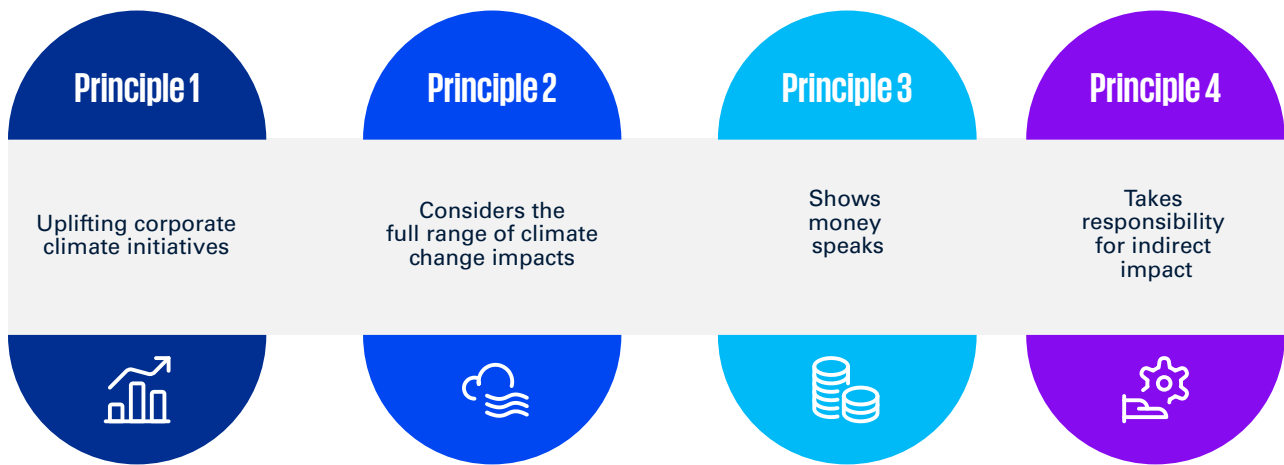 Principle 1
Uplifting corporate
climate initiatives
Principle 2
Considers the
full range of climate
change impacts
Principle 3
Shows
money
speaks
Principle 4
Takes
responsibility
for indirect
impact